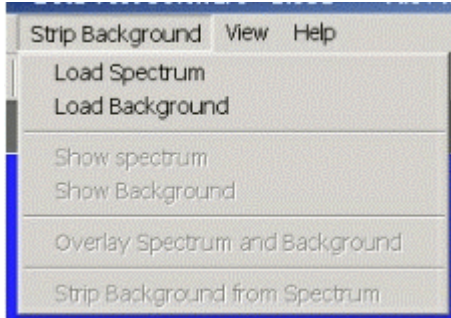 Strip Background View Help
Load Spectrum
Load Background
Show spectrum
Show Background
Overlay Spectrum and Background
Strip Background from Spectrum